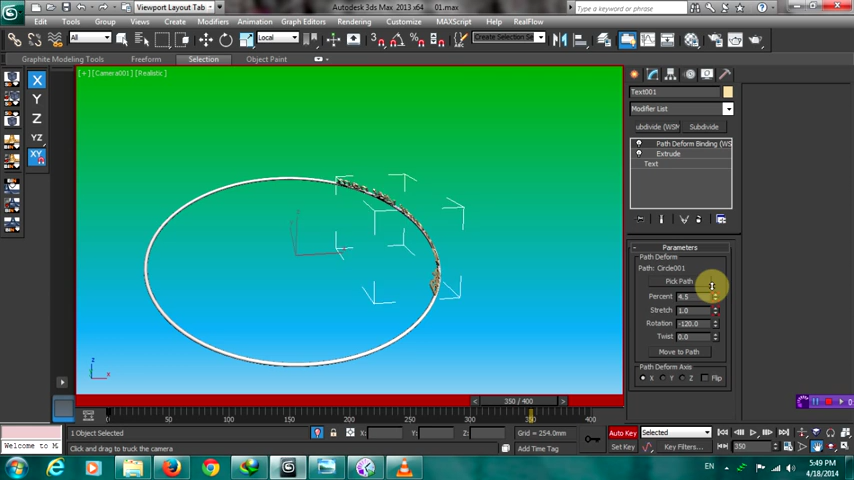 Viewport Layout Tab
Autodesk 3ds Max 2013 x64
01.max
Type a keyword or phrase
Edit Tools Group Views Create Modifiers Animation Graph Editors Rendering Customize MAXScript Help RealFlow
All
Local
Create Selection Se
Graphite Modeling Tools Freeform Selection Object Paint
[+] [Camera001] [Realistic]
X
Y
Z
YZ
XY
Text001
Modifier List
ubdivide (WSM
Subdivide
Path Deform Binding (WS
Extrude
Text
- Parameters
Path Deform
Path: Circle001
Pick Path
Percent 4.5
Stretch 1.0
Rotation -120.0
Twist 0.0
Move to Path
Path Deform Axis
X Y Z Flip
z
x
< 350 / 400 >
0 50 100 150 200 250 300 350 400
1 Object Selected
X: Y: Z:
Grid = 254.0mm
Auto Key
Selected
Welcome to M
Click and drag to truck the camera
Add Time Tag
Set Key
Key Filters...
350
EN
5:49 PM
4/18/2014